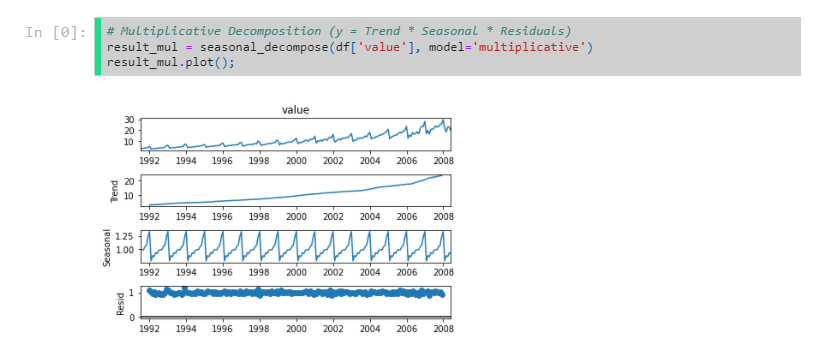 In [0]:
# Multiplicative Decomposition (y = Trend * Seasonal * Residuals)
result_mul = seasonal_decompose(df['value'], model='multiplicative')
result_mul.plot();
value
30
20
10
1992 1994 1996 1998 2000 2002 2004 2006 2008
Trend
20
10
1992 1994 1996 1998 2000 2002 2004 2006 2008
Seasonal
1.25
1.00
1992 1994 1996 1998 2000 2002 2004 2006 2008
Resid
1
0
1992 1994 1996 1998 2000 2002 2004 2006 2008